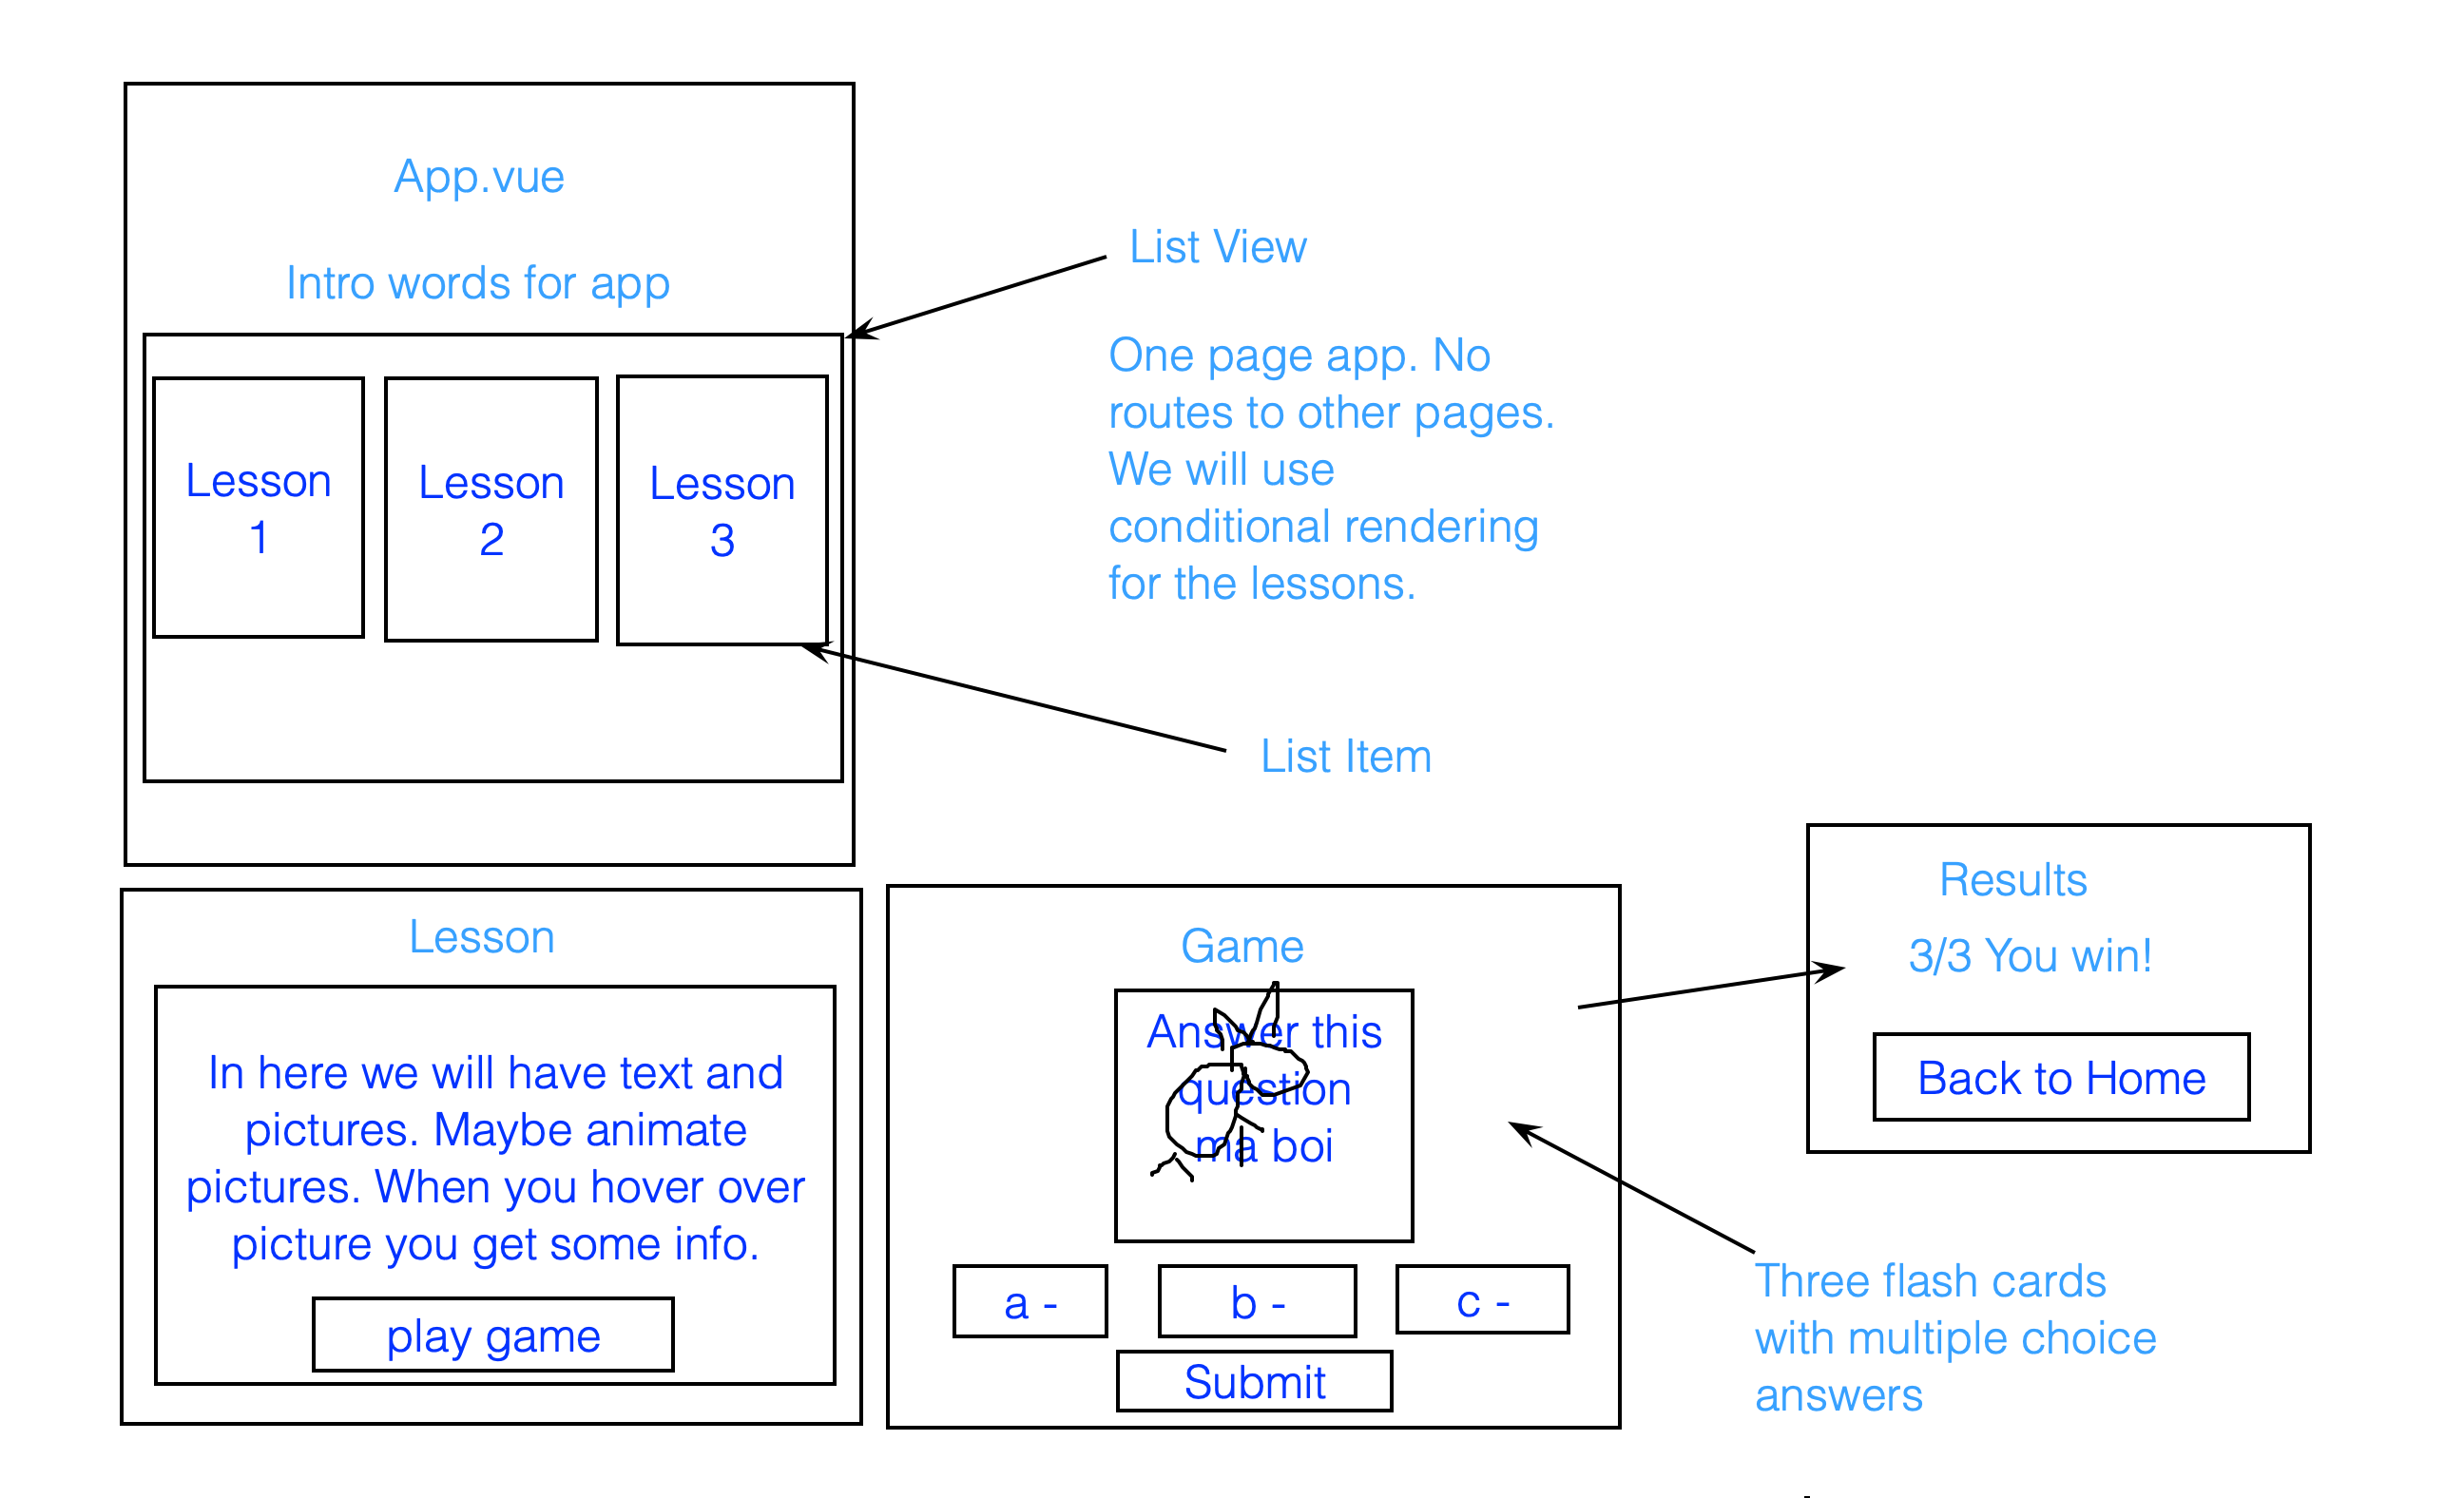 App.vue
Intro words for app
Lesson
1
Lesson
2
Lesson
3
List View
One page app. No
routes to other pages.
We will use
conditional rendering
for the lessons.
List Item
Lesson
In here we will have text and
pictures. Maybe animate
pictures. When you hover over
picture you get some info.
play game
Game
Answer this
question
ma boi
a -
b -
c -
Submit
Results
3/3 You win!
Back to Home
Three flash cards
with multiple choice
answers